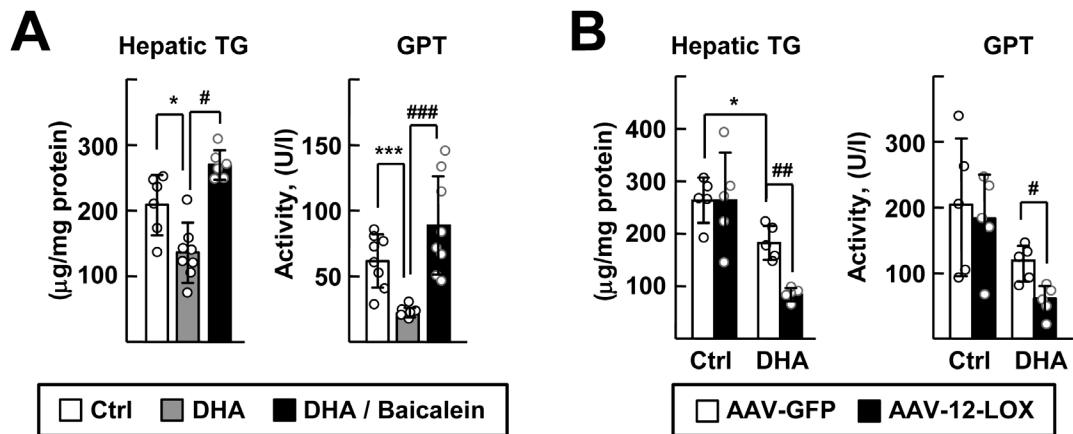 A
Hepatic TG
(µg/mg protein)
300
200
100
*
#
GPT
Activity, (U/l)
150
100
50
***
###
Ctrl
DHA
DHA / Baicalein
B
Hepatic TG
(µg/mg protein)
400
300
200
100
*
##
Ctrl
DHA
GPT
Activity, (U/l)
300
200
100
#
Ctrl
DHA
AAV-GFP
AAV-12-LOX